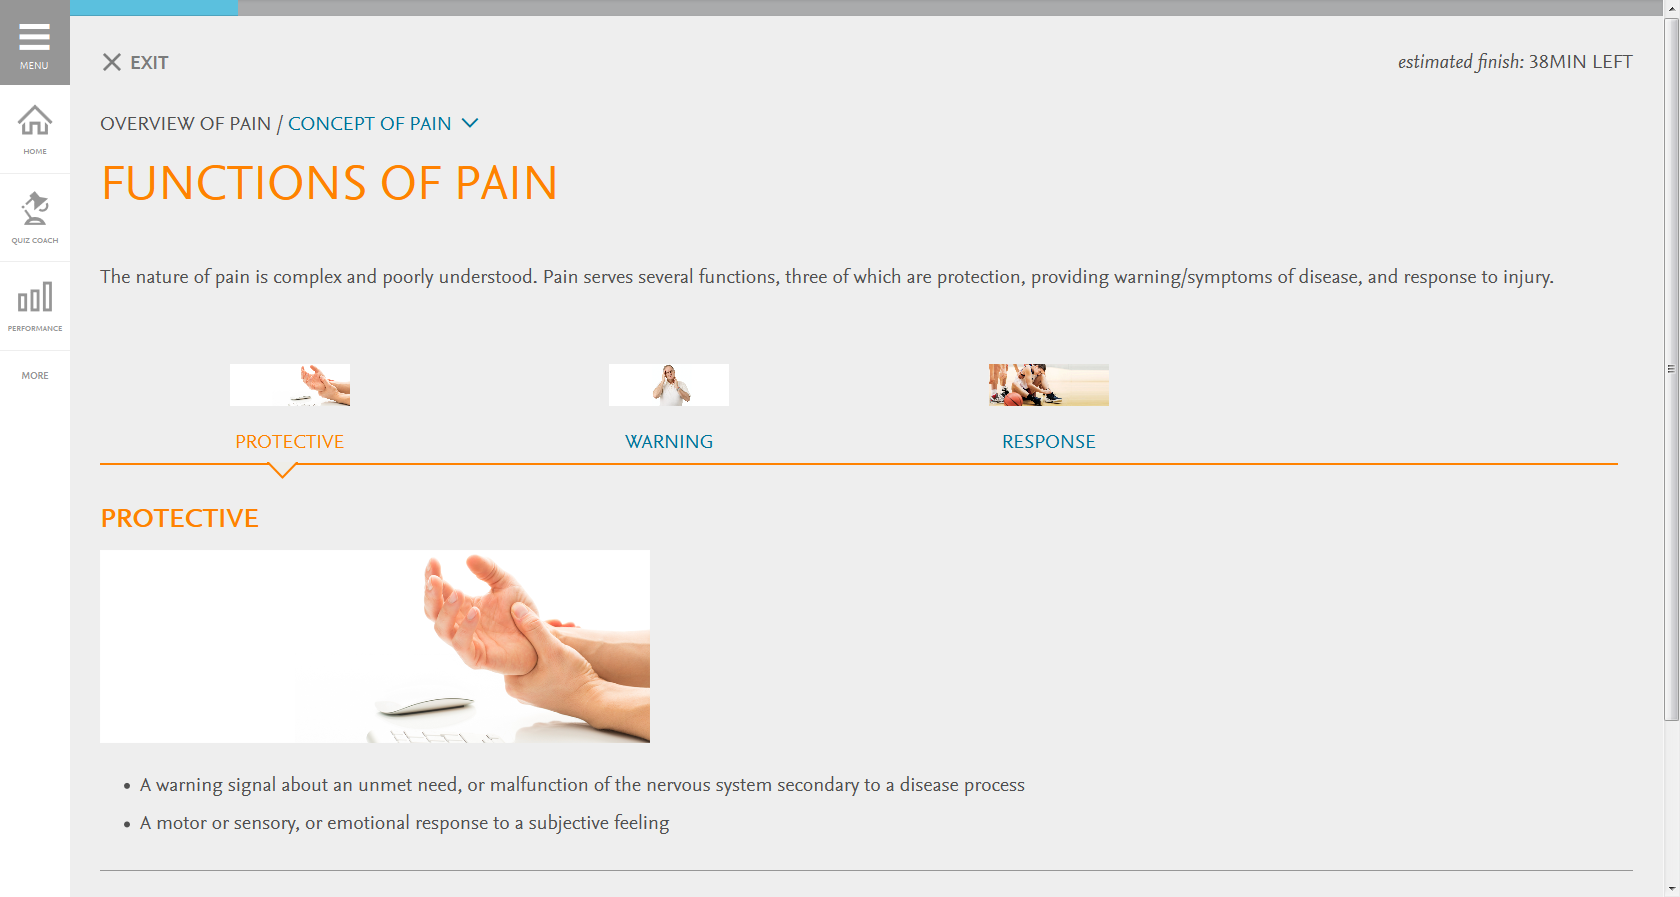 MENU
HOME
QUIZ COACH
PERFORMANCE
MORE
EXIT
estimated finish: 38MIN LEFT
OVERVIEW OF PAIN / CONCEPT OF PAIN
FUNCTIONS OF PAIN
The nature of pain is complex and poorly understood. Pain serves several functions, three of which are protection, providing warning/symptoms of disease, and response to injury.
PROTECTIVE
WARNING
RESPONSE
PROTECTIVE
• A warning signal about an unmet need, or malfunction of the nervous system secondary to a disease process
• A motor or sensory, or emotional response to a subjective feeling